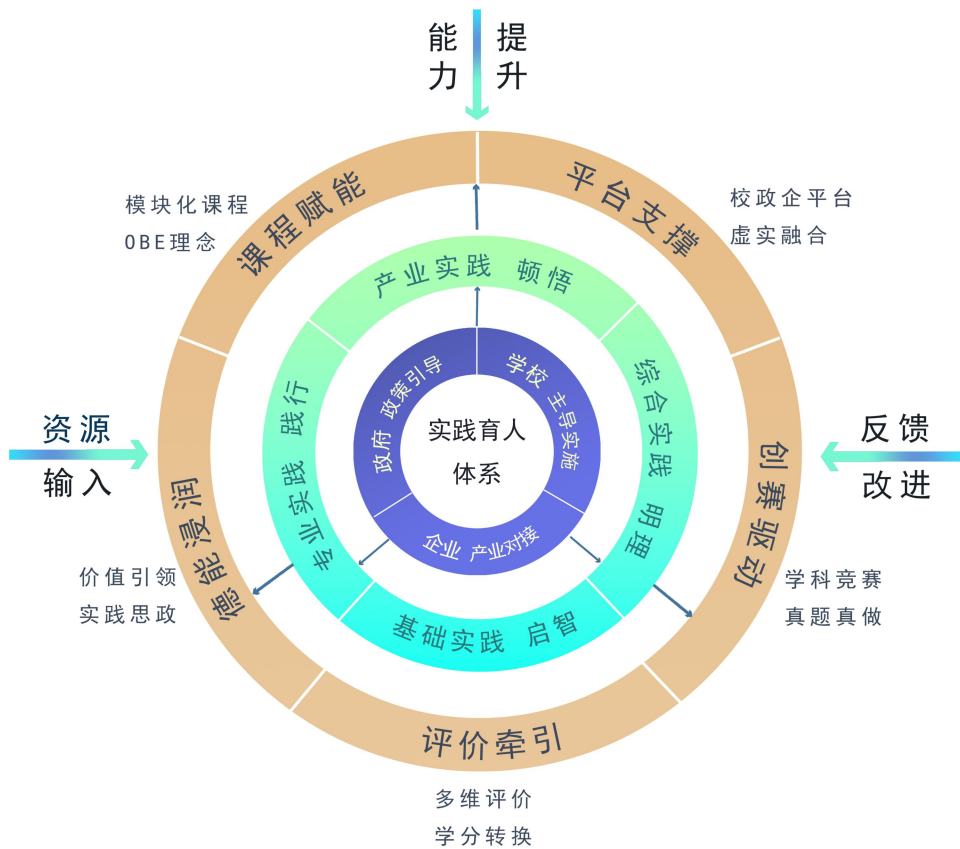 能 提
力 升
课程赋能
平台支撑
模块化课程
OBE理念
校政企平台
虚实融合
产业实践 顿悟
专业实践 践行
综合实践 明理
基础实践 启智
政府 政策引导
学校 主导实施
企业 产业对接
实践育人
体系
资源
输入
反馈
改进
德能浸润
创赛驱动
价值引领
实践思政
学科竞赛
真题真做
评价牵引
多维评价
学分转换